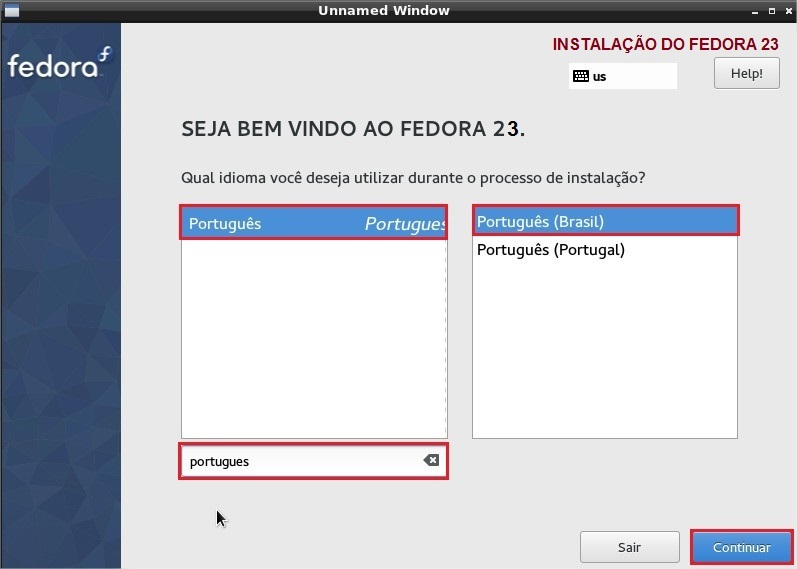 Unnamed Window
fedora
INSTALAÇÃO DO FEDORA 23
us
Help!
SEJA BEM VINDO AO FEDORA 23.
Qual idioma você deseja utilizar durante o processo de instalação?
Português Portugues
Português (Brasil)
Português (Portugal)
portugues
Sair
Continuar